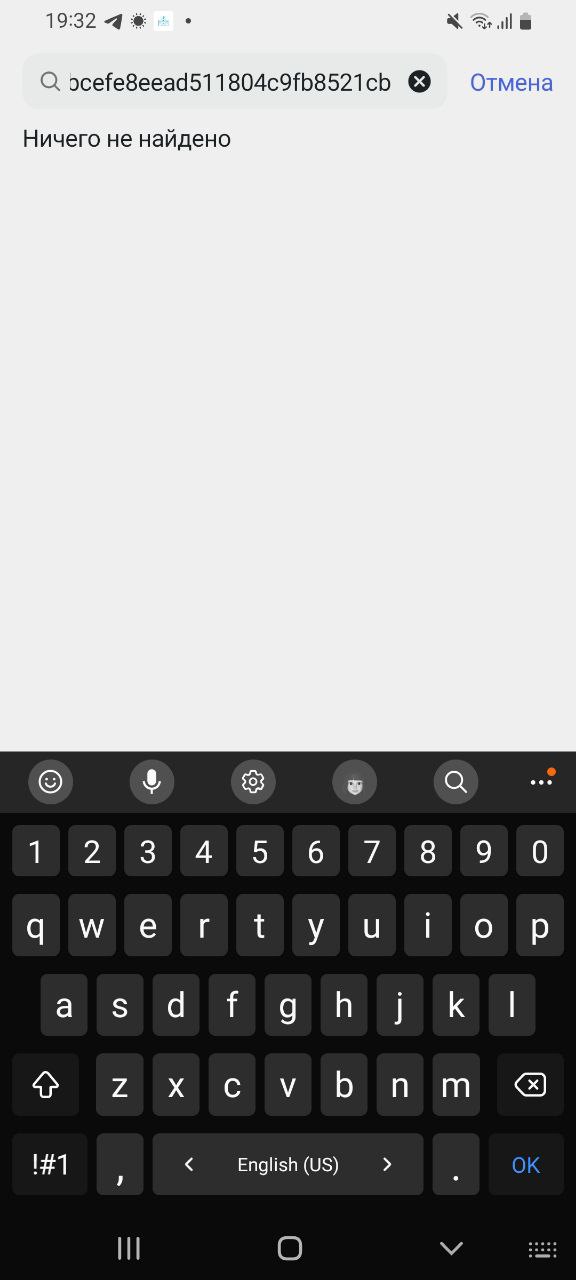 19:32
bcefe8eead511804c9fb8521cb
Отмена
Ничего не найдено
1 2 3 4 5 6 7 8 9 0
q w e r t y u i o p
a s d f g h j k l
z x c v b n m
!#1 , < English (US) > . OK